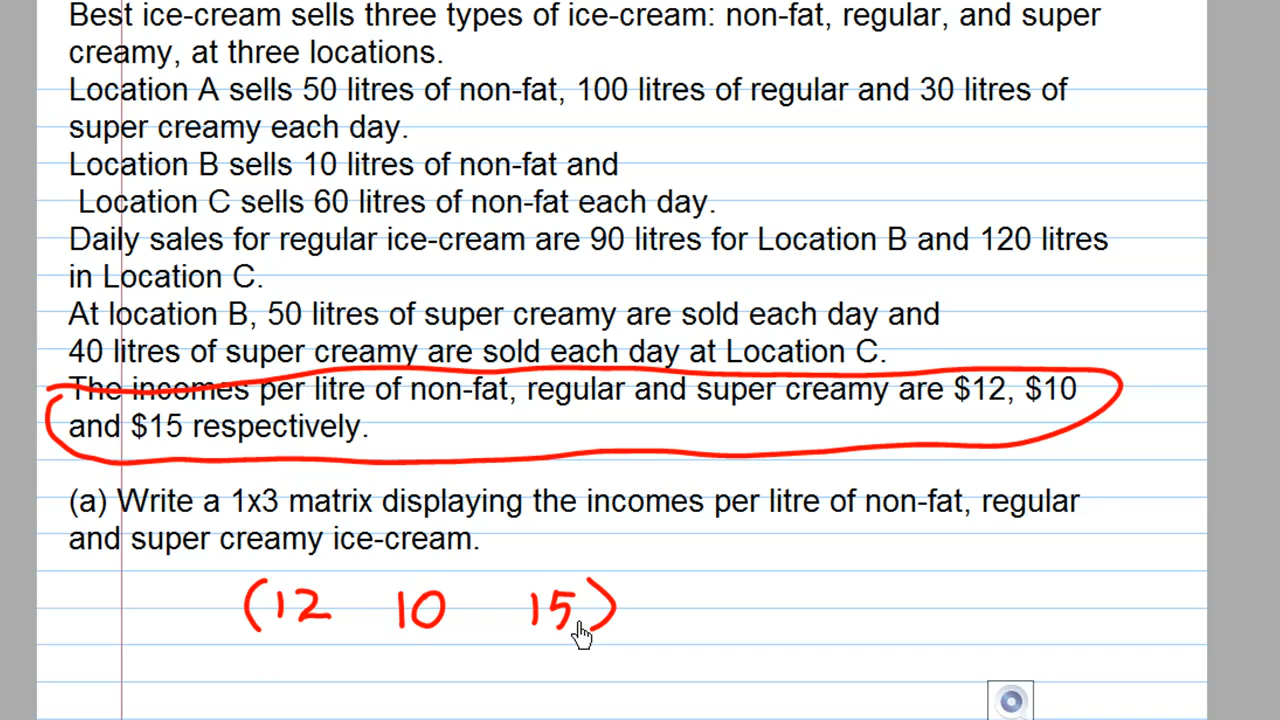 Best ice-cream sells three types of ice-cream: non-fat, regular, and super
creamy, at three locations.
Location A sells 50 litres of non-fat, 100 litres of regular and 30 litres of
super creamy each day.
Location B sells 10 litres of non-fat and
Location C sells 60 litres of non-fat each day.
Daily sales for regular ice-cream are 90 litres for Location B and 120 litres
in Location C.
At location B, 50 litres of super creamy are sold each day and
40 litres of super creamy are sold each day at Location C.
The incomes per litre of non-fat, regular and super creamy are $12, $10
and $15 respectively.
(a) Write a 1x3 matrix displaying the incomes per litre of non-fat, regular
and super creamy ice-cream.
(12 10 15)